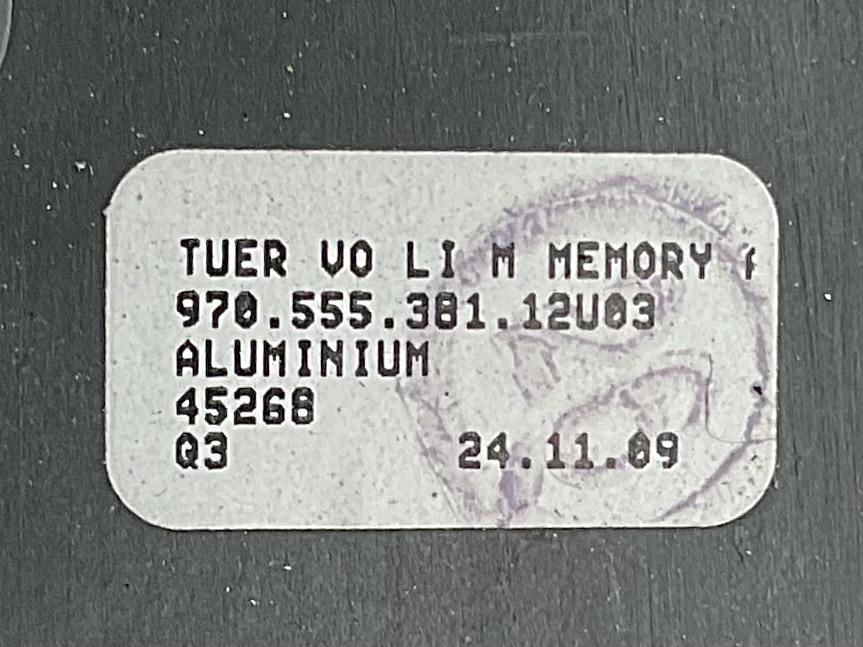 TUER VO LI M MEMORY
970.555.381.12U03
ALUMINIUM
45268
Q3 24.11.09